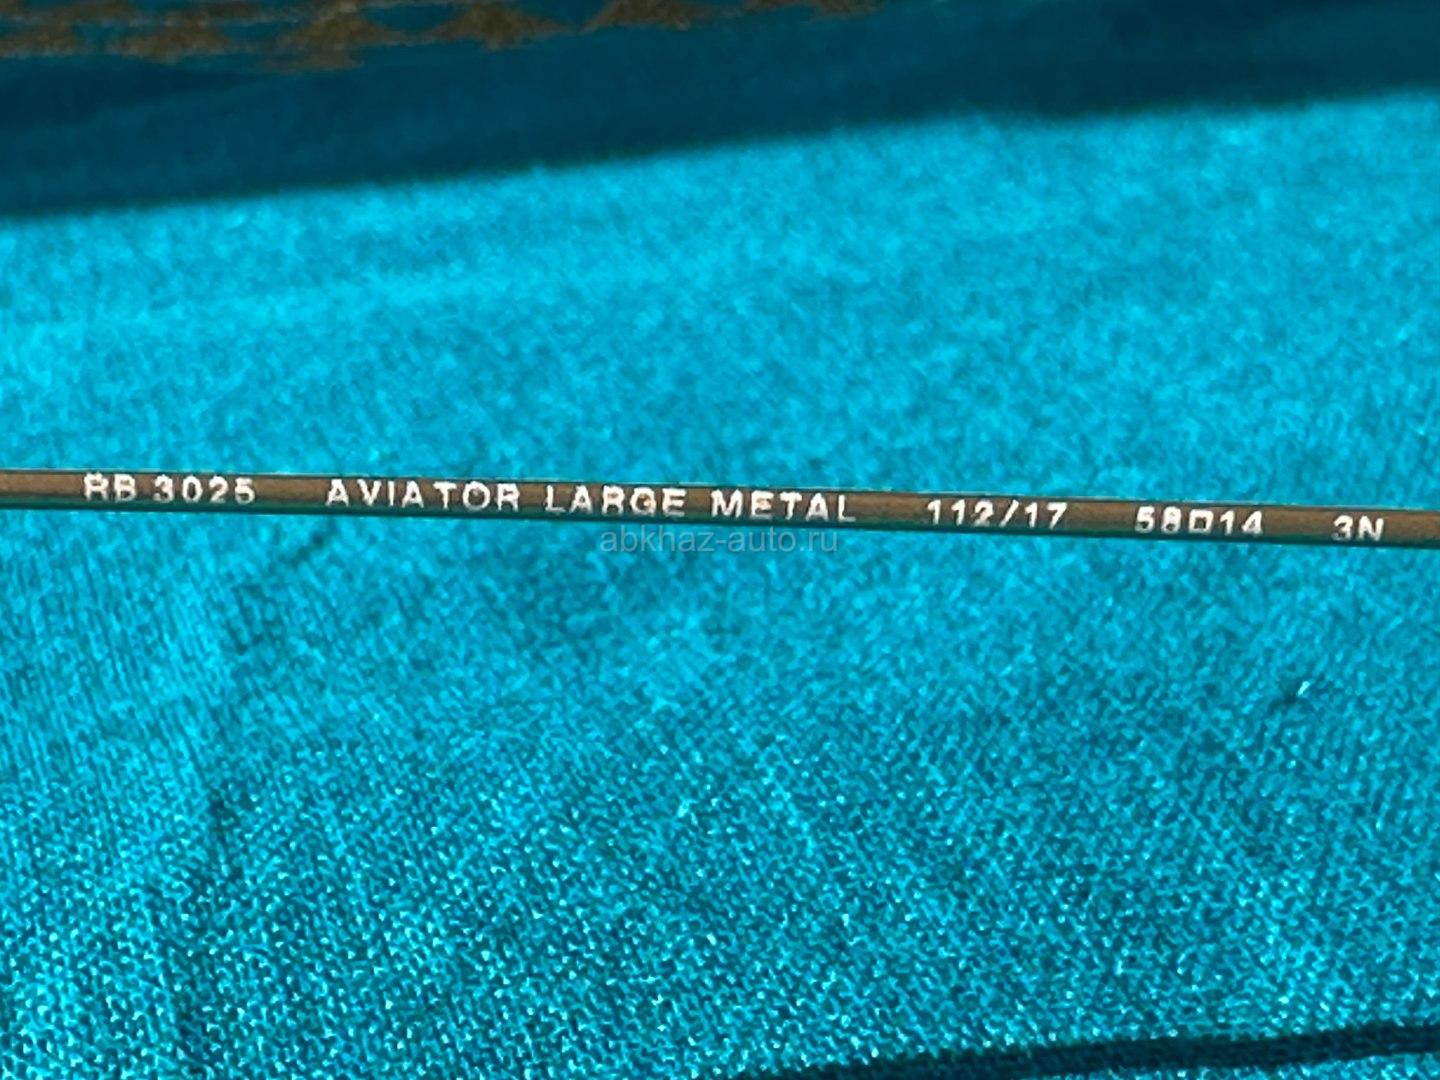 RB 3025 AVIATOR LARGE METAL 112/17 58□14 3N
abkhaz-auto.ru